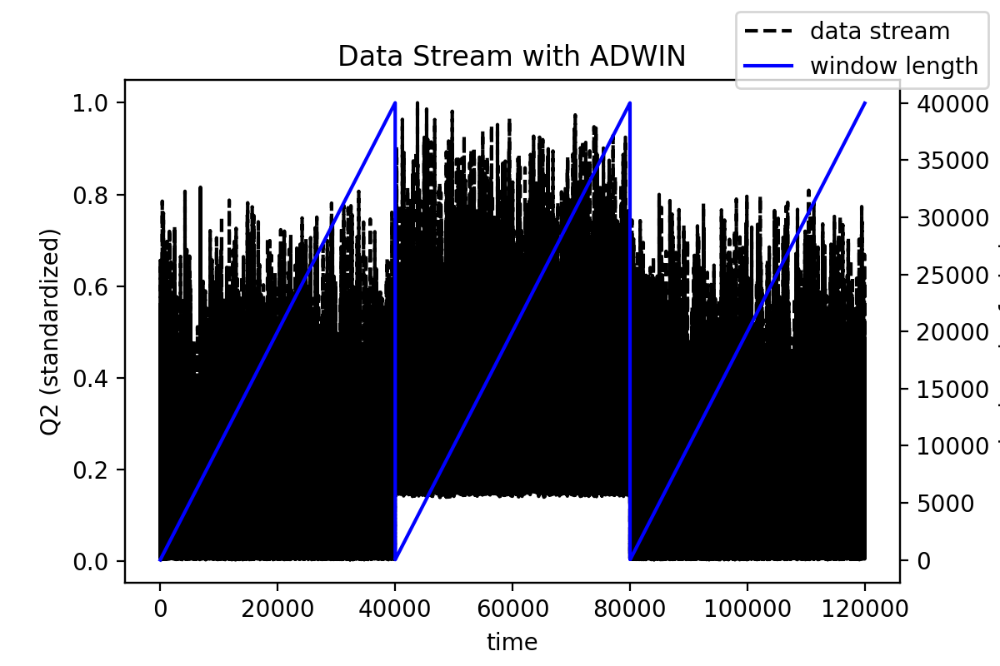 data stream
window length
Data Stream with ADWIN
1.0
0.8
0.6
0.4
0.2
0.0
Q2 (standardized)
40000
35000
30000
25000
20000
15000
10000
5000
0
0 20000 40000 60000 80000 100000 120000
time